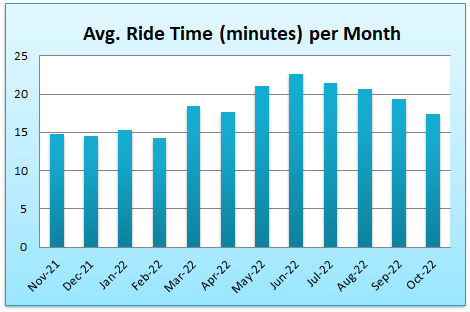 Avg. Ride Time (minutes) per Month
25
20
15
10
5
0
Nov-21
Dec-21
Jan-22
Feb-22
Mar-22
Apr-22
May-22
Jun-22
Jul-22
Aug-22
Sep-22
Oct-22